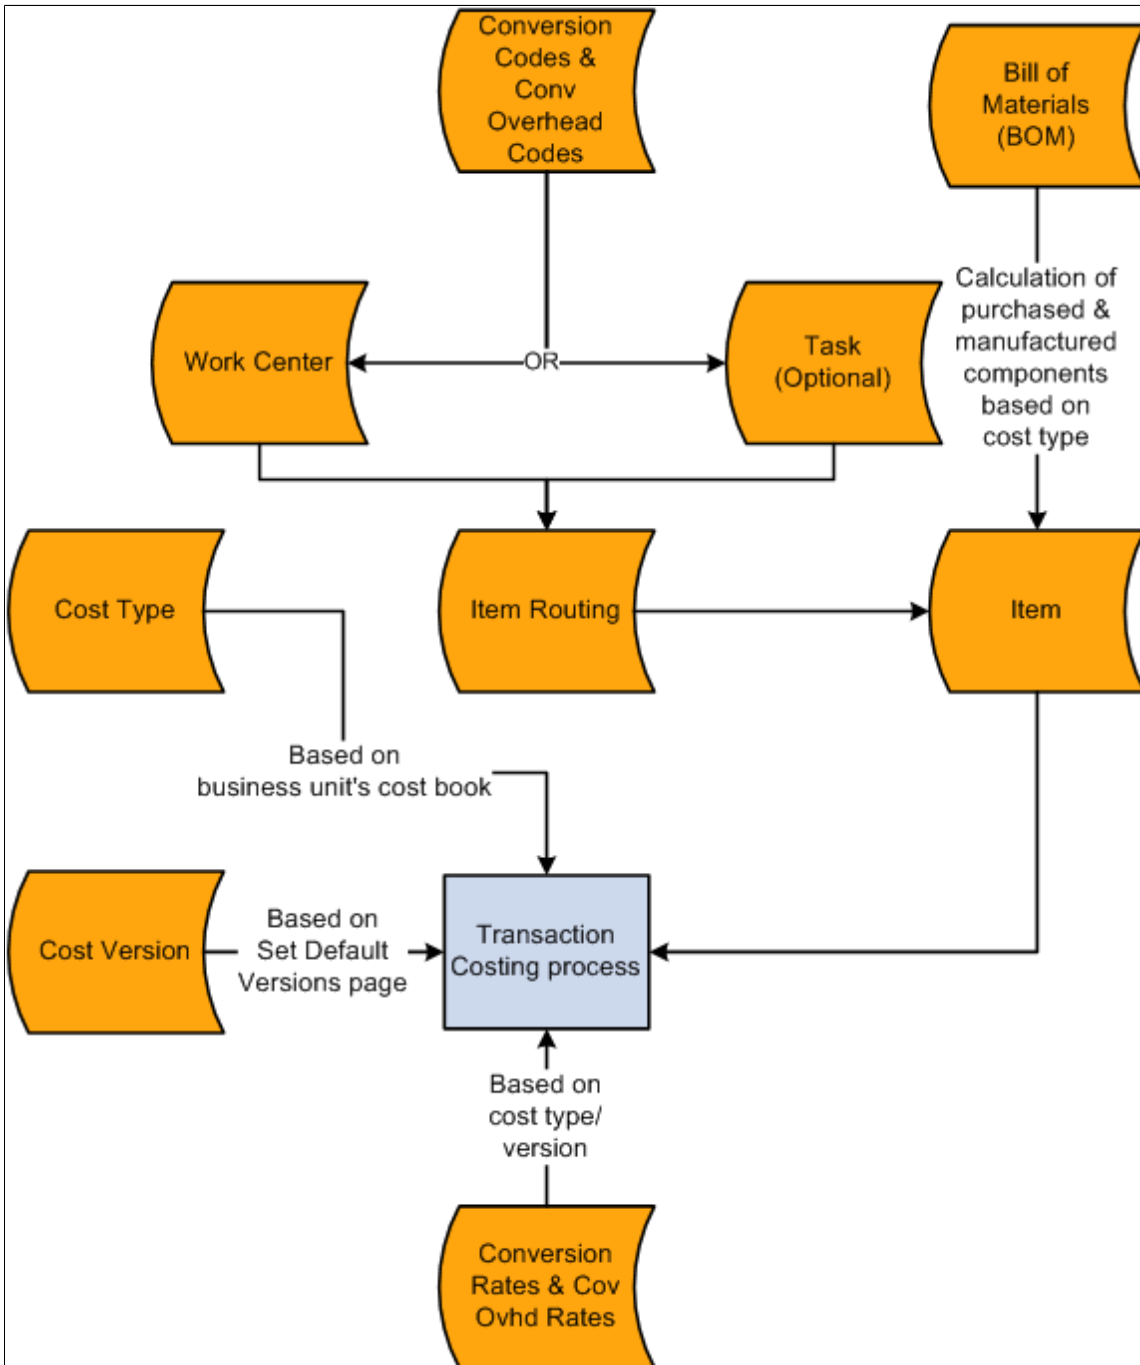 Conversion
Codes &
Conv
Overhead
Codes
Bill of
Materials
(BOM)
Work Center
OR
Task
(Optional)
Calculation of
purchased &
manufactured
components
based on
cost type
Cost Type
Item Routing
Item
Based on
business unit's cost book
Cost Version
Based on
Set Default
Versions page
Transaction
Costing process
Based on
cost type/
version
Conversion
Rates & Cov
Ovhd Rates